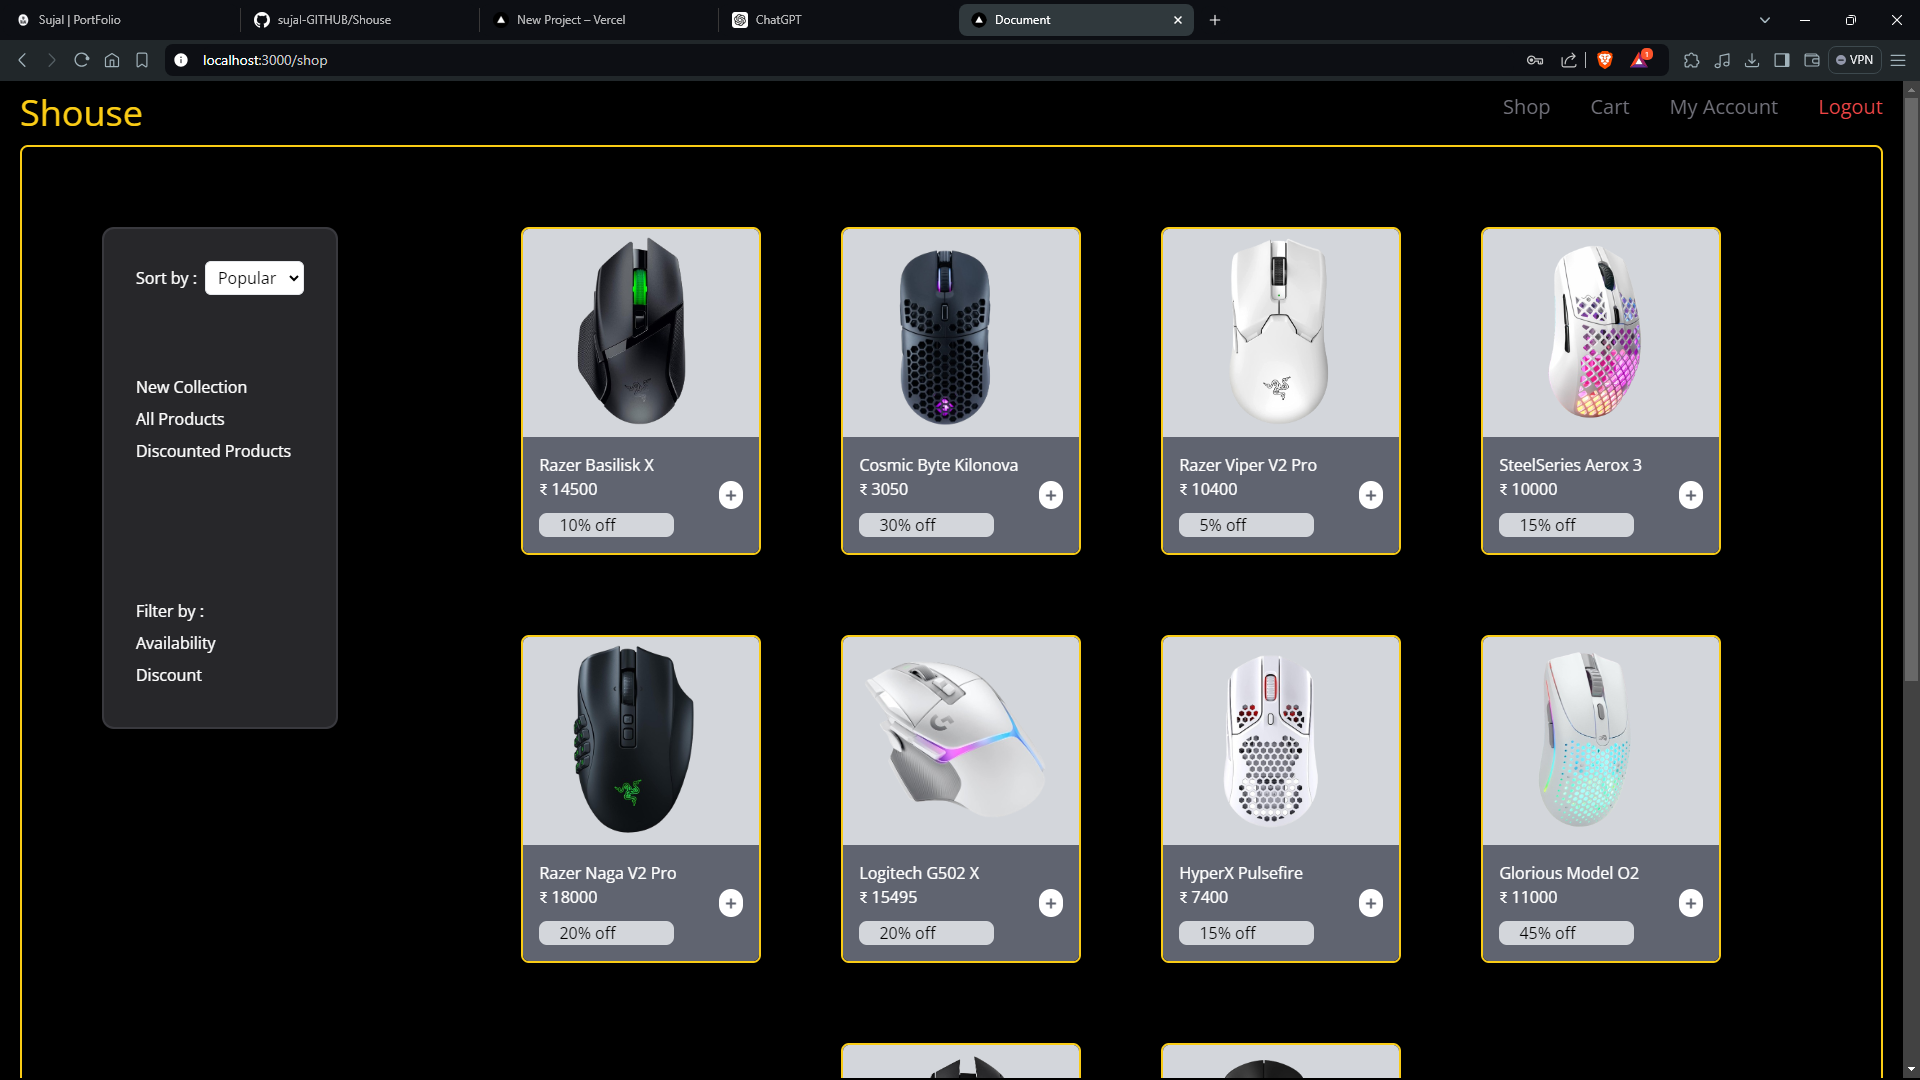 Sujal | PortFolio
sujal-GITHUB/Shouse
New Project – Vercel
ChatGPT
Document
localhost:3000/shop
1
VPN
Shouse
Shop
Cart
My Account
Logout
Sort by :
Popular
New Collection
All Products
Discounted Products
Filter by :
Availability
Discount
Razer Basilisk X
₹ 14500
+
10% off
Cosmic Byte Kilonova
₹ 3050
+
30% off
Razer Viper V2 Pro
₹ 10400
+
5% off
SteelSeries Aerox 3
₹ 10000
+
15% off
Razer Naga V2 Pro
₹ 18000
+
20% off
Logitech G502 X
₹ 15495
+
20% off
HyperX Pulsefire
₹ 7400
+
15% off
Glorious Model O2
₹ 11000
+
45% off